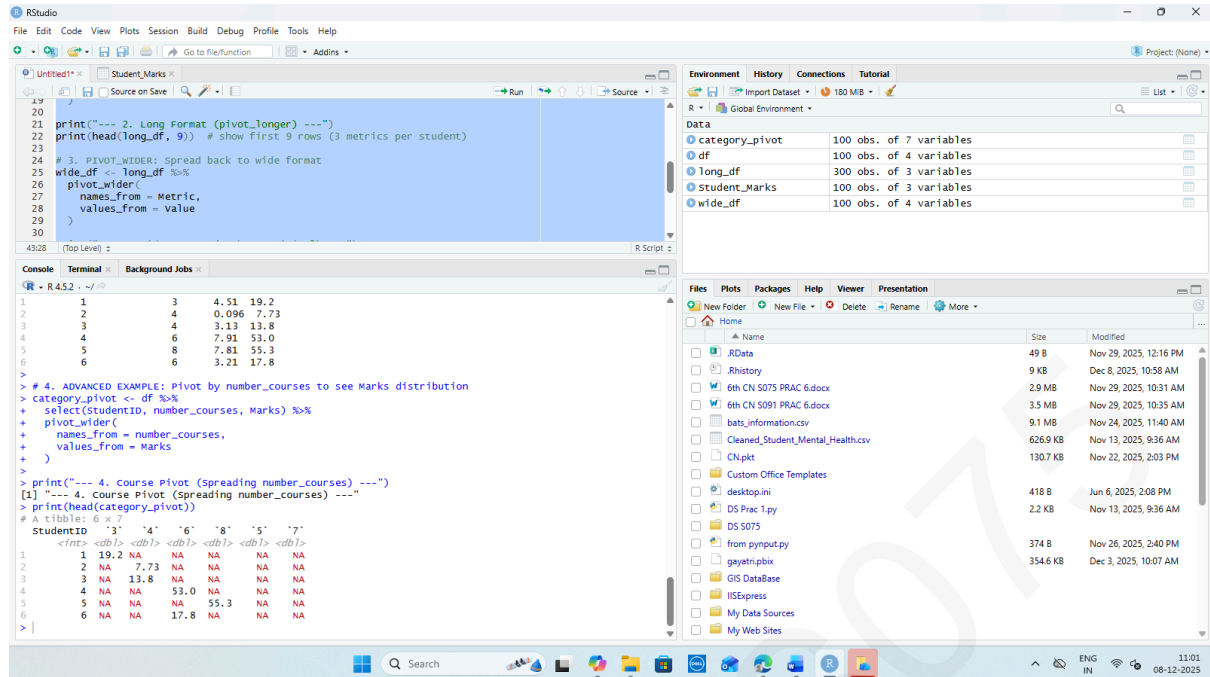 RStudio
File Edit Code View Plots Session Build Debug Profile Tools Help
Go to file/function Addins Project: (None)
Untitled1* Student_Marks
Source on Save Run Source
19 )
20
21 print("--- 2. Long Format (pivot_longer) ---")
22 print(head(long_df, 9)) # show first 9 rows (3 metrics per student)
23
24 # 3. PIVOT_WIDER: Spread back to wide format
25 wide_df <- long_df %>%
26 pivot_wider(
27 names_from = Metric,
28 values_from = Value
29 )
30
43:28 (Top Level) R Script
Console Terminal Background Jobs
R 4.5.2 · ~/
1 1 3 4.51 19.2
2 2 4 0.096 7.73
3 3 4 3.13 13.8
4 4 6 7.91 53.0
5 5 8 7.81 55.3
6 6 6 3.21 17.8
>
> # 4. ADVANCED EXAMPLE: Pivot by number_courses to see Marks distribution
> category_pivot <- df %>%
+ select(StudentID, number_courses, Marks) %>%
+ pivot_wider(
+ names_from = number_courses,
+ values_from = Marks
+ )
>
> print("--- 4. Course Pivot (Spreading number_courses) ---")
[1] "--- 4. Course Pivot (Spreading number_courses) ---"
> print(head(category_pivot))
# A tibble: 6 x 7
StudentID `3` `4` `6` `8` `5` `7`
<int> <dbl> <dbl> <dbl> <dbl> <dbl> <dbl>
1 1 19.2 NA NA NA NA NA
2 2 NA 7.73 NA NA NA NA
3 3 NA 13.8 NA NA NA NA
4 4 NA NA 53.0 NA NA NA
5 5 NA NA NA 55.3 NA NA
6 6 NA NA 17.8 NA NA NA
>
Environment History Connections Tutorial
Import Dataset 180 MiB List
R Global Environment
Data
category_pivot 100 obs. of 7 variables
df 100 obs. of 4 variables
long_df 300 obs. of 3 variables
Student_Marks 100 obs. of 3 variables
wide_df 100 obs. of 4 variables
Files Plots Packages Help Viewer Presentation
New Folder New File Delete Rename More
Home
Name Size Modified
.RData 49 B Nov 29, 2025, 12:16 PM
.Rhistory 9 KB Dec 8, 2025, 10:58 AM
6th CN S075 PRAC 6.docx 2.9 MB Nov 29, 2025, 10:31 AM
6th CN S091 PRAC 6.docx 3.5 MB Nov 29, 2025, 10:35 AM
bats_information.csv 9.1 MB Nov 24, 2025, 11:40 AM
Cleaned_Student_Mental_Health.csv 626.9 KB Nov 13, 2025, 9:36 AM
CN.pkt 130.7 KB Nov 22, 2025, 2:03 PM
Custom Office Templates
desktop.ini 418 B Jun 6, 2025, 2:08 PM
DS Prac 1.py 2.2 KB Nov 13, 2025, 9:36 AM
DS S075
from pynput.py 374 B Nov 26, 2025, 2:40 PM
gayatri.pbix 354.6 KB Dec 3, 2025, 10:07 AM
GIS DataBase
IISExpress
My Data Sources
My Web Sites
Search
ENG
IN
11:01
08-12-2025